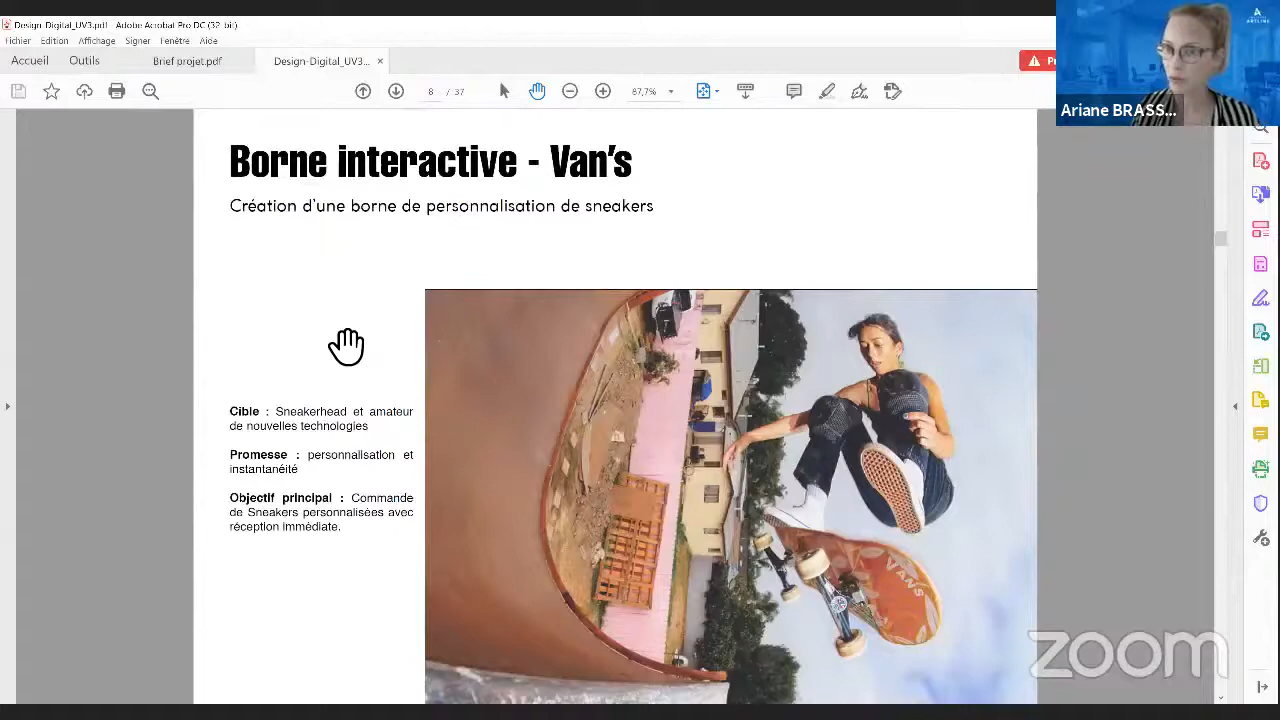 Design-Digital_UV3.pdf - Adobe Acrobat Pro DC (32-bit)
Fichier Edition Affichage Signer Fenêtre Aide
Accueil Outils Brief projet.pdf Design-Digital_UV3... ×
8 / 37 87,7%
ARTLINE
Ariane BRASS...
Borne interactive - Van's
Création d'une borne de personnalisation de sneakers
Cible : Sneakerhead et amateur
de nouvelles technologies
Promesse : personnalisation et
instantanéité
Objectif principal : Commande
de Sneakers personnalisées avec
réception immédiate.
VANS
zoom